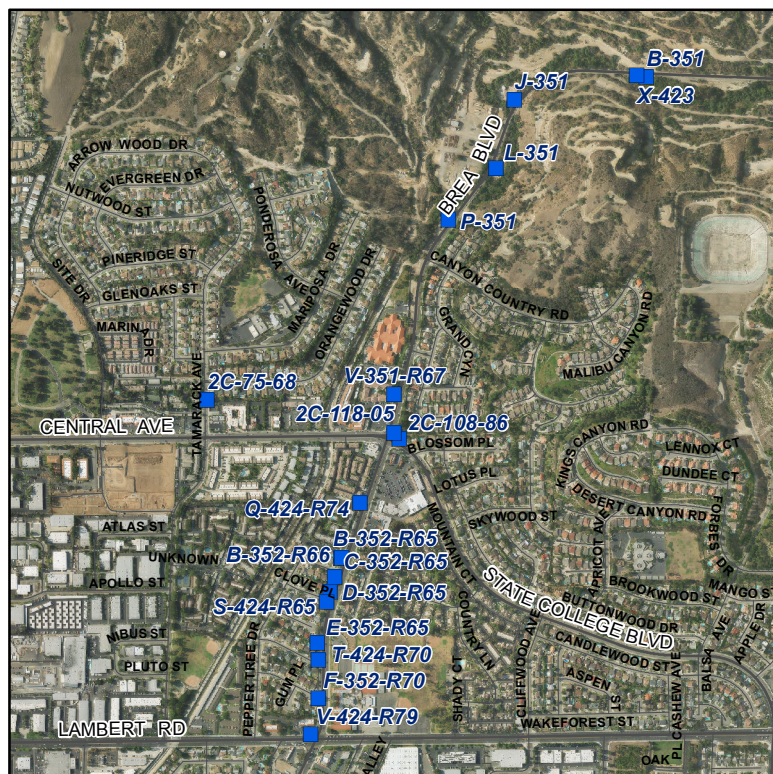 B-351
J-351
X-423
BREA BLVD
L-351
ARROW WOOD DR
EVERGREEN DR
NUTWOOD ST
PONDEROSA AVE
P-351
PINERIDGE ST
MARIPOSA DR
ORANGEWOOD DR
CANYON COUNTRY RD
SITE DR
GLENOAKS ST
MARINA DR
GRAND CYN
MALIBU CANYON RD
2C-75-68
V-351-R67
TAMARACK AVE
2C-118-05
2C-108-86
CENTRAL AVE
BLOSSOM PL
KINGS CANYON RD
LENNOX CT
LOTUS PL
DUNDEE CT
DESERT CANYON RD
Q-424-R74
FORBES DR
ATLAS ST
MOUNTAIN CT
SKYWOOD ST
APRICOT AVE
B-352-R65
UNKNOWN
B-352-R66
C-352-R65
STATE COLLEGE BLVD
APOLLO ST
CLOVE PL
D-352-R65
BROOKWOOD ST
MANGO ST
S-424-R65
BUTTONWOOD DR
COUNTRY LN
NIBUS ST
E-352-R65
CLIFFWOOD AVE
CANDLEWOOD ST
BALSA AVE
APPLE DR
PEPPER TREE DR
PLUTO ST
GUM PL
T-424-R70
SHADY CT
ASPEN ST
F-352-R70
CASHEW AVE
V-424-R79
WAKEFOREST ST
LAMBERT RD
OAK PL
ALLEY